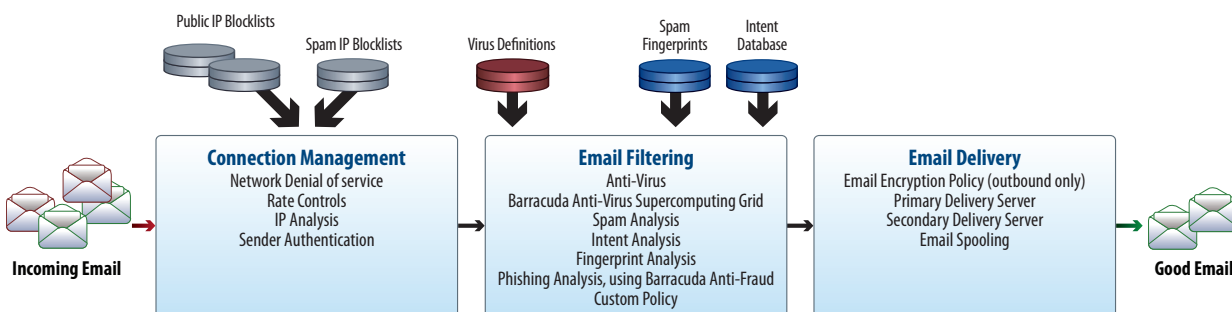 Public IP Blocklists
Spam IP Blocklists
Virus Definitions
Spam
Fingerprints
Intent
Database
Incoming Email
Connection Management
Network Denial of service
Rate Controls
IP Analysis
Sender Authentication
Email Filtering
Anti-Virus
Barracuda Anti-Virus Supercomputing Grid
Spam Analysis
Intent Analysis
Fingerprint Analysis
Phishing Analysis, using Barracuda Anti-Fraud
Custom Policy
Email Delivery
Email Encryption Policy (outbound only)
Primary Delivery Server
Secondary Delivery Server
Email Spooling
Good Email